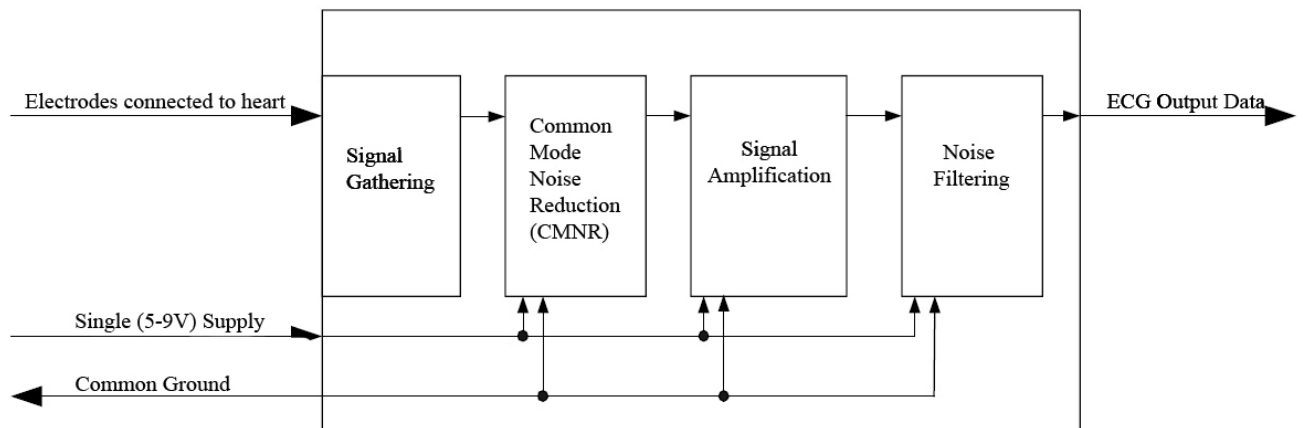 Electrodes connected to heart
Signal
Gathering
Common
Mode
Noise
Reduction
(CMNR)
Signal
Amplification
Noise
Filtering
ECG Output Data
Single (5-9V) Supply
Common Ground